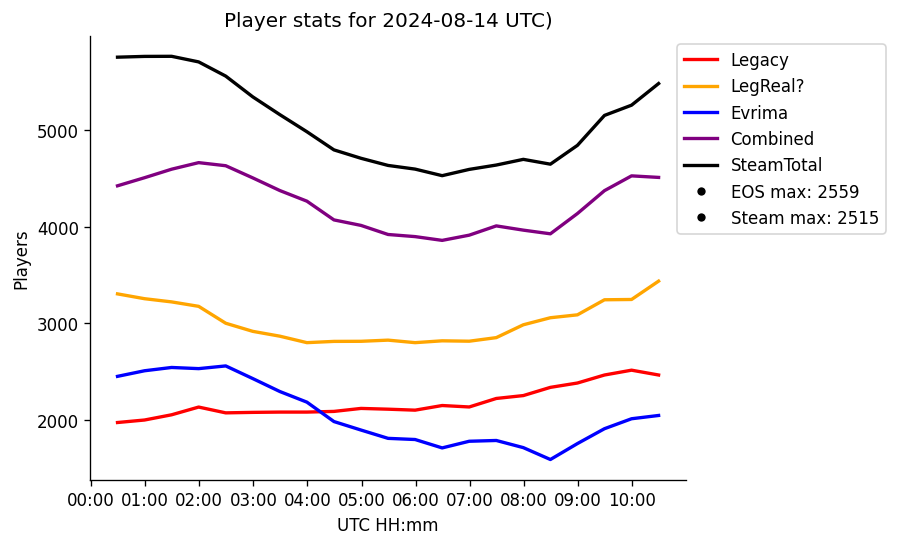 Player stats for 2024-08-14 UTC)
Legacy
LegReal?
Evrima
Combined
SteamTotal
EOS max: 2559
Steam max: 2515
Players
5000
4000
3000
2000
00:00 01:00 02:00 03:00 04:00 05:00 06:00 07:00 08:00 09:00 10:00
UTC HH:mm